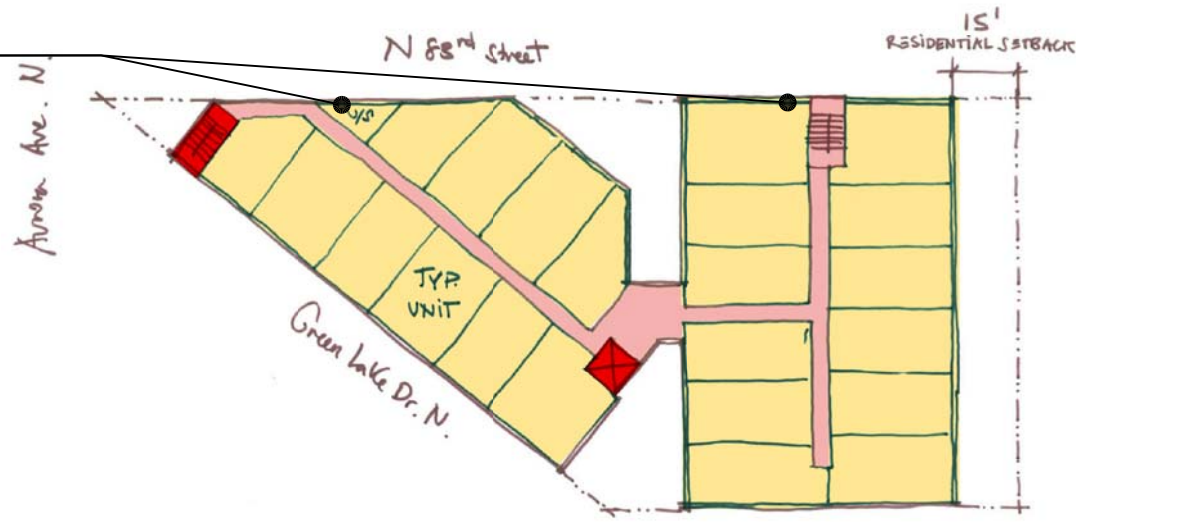 15'
RESIDENTIAL SETBACK
N 83rd Street
Aurora Ave. N.
U/S
TYP.
UNIT
Green Lake Dr. N.